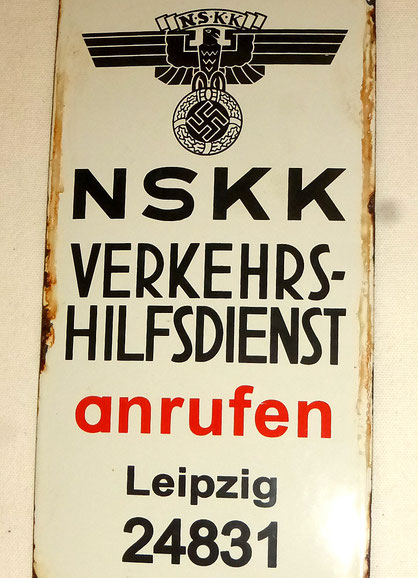 N·S·K·K
NSKK
VERKEHRS-
HILFSDIENST
anrufen
Leipzig
24831